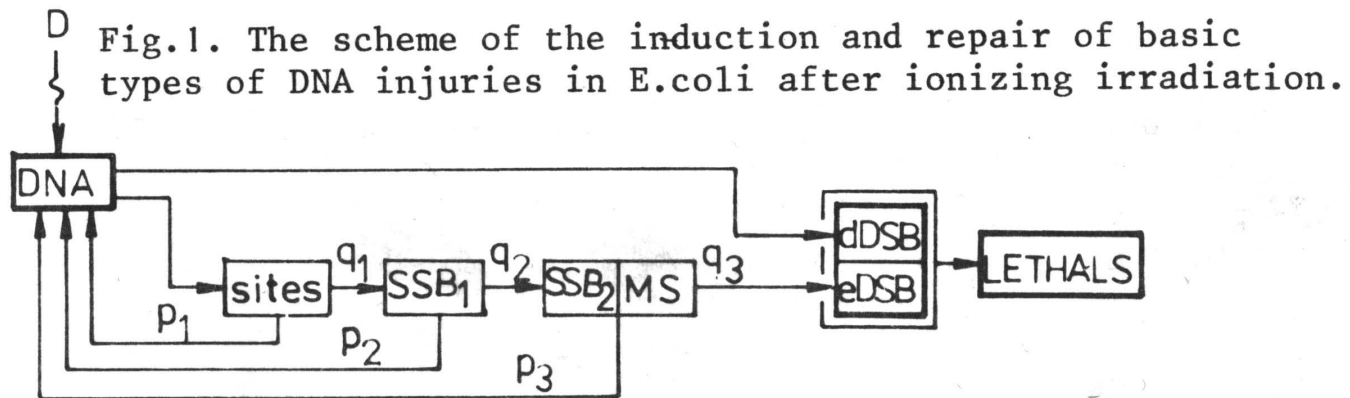 D
Fig.1. The scheme of the induction and repair of basic
types of DNA injuries in E.coli after ionizing irradiation.
DNA
dDSB
sites
q₁
SSB₁
q₂
SSB₂
MS
q₃
eDSB
LETHALS
p₁
p₂
p₃